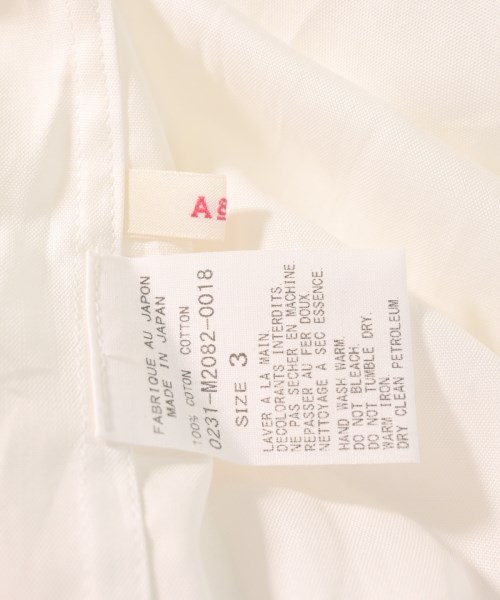 A
FABRIQUE AU JAPON
MADE IN JAPAN
100% COTON COTTON
0231-M2082-0018
SIZE 3
LAVER A LA MAIN.
DECOLORANTS INTERDITS.
NE PAS SECHER EN MACHINE.
REPASSER AU FER DOUX.
NETTOYAGE A SEC ESSENCE.
HAND WASH WARM
DO NOT BLEACH.
DO NOT TUMBLE DRY.
WARM IRON.
DRY CLEAN PETROLEUM